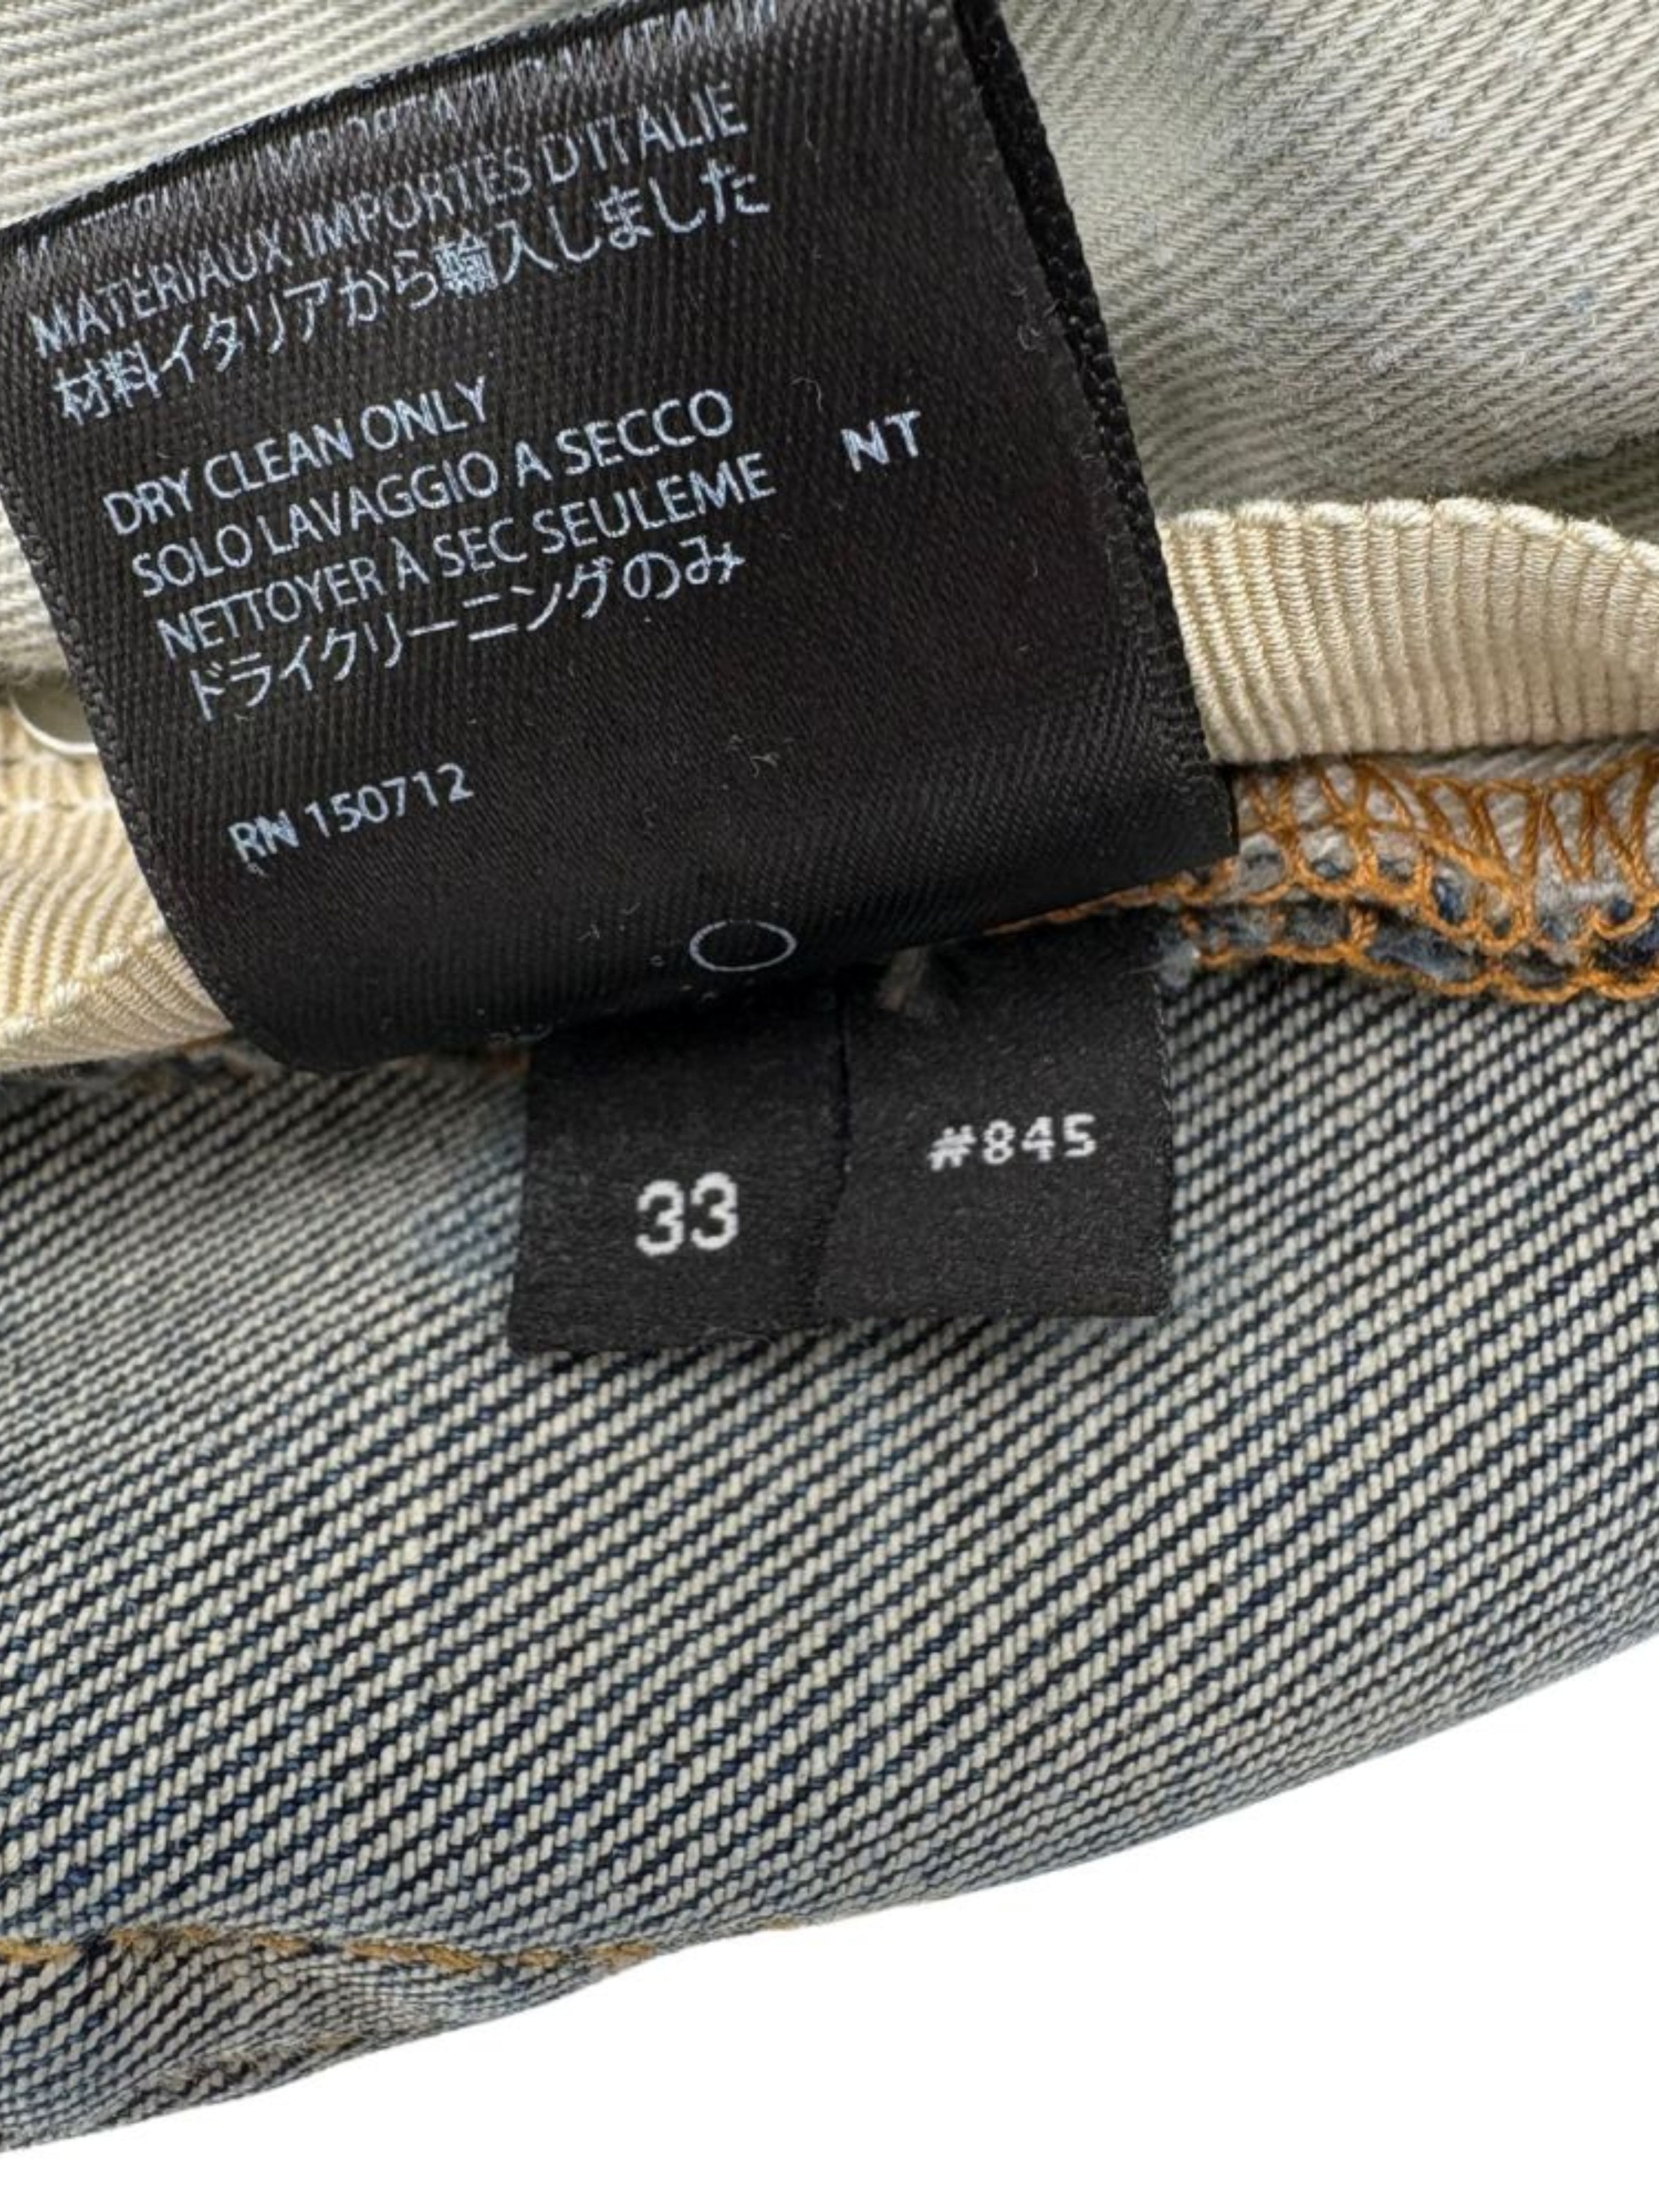 MATERIAUX IMPORTES D'ITALIE
材料イタリアから輸入しました
DRY CLEAN ONLY
SOLO LAVAGGIO A SECCO
NETTOYER À SEC SEULEME NT
ドライクリーニングのみ
RN 150712
33
#845